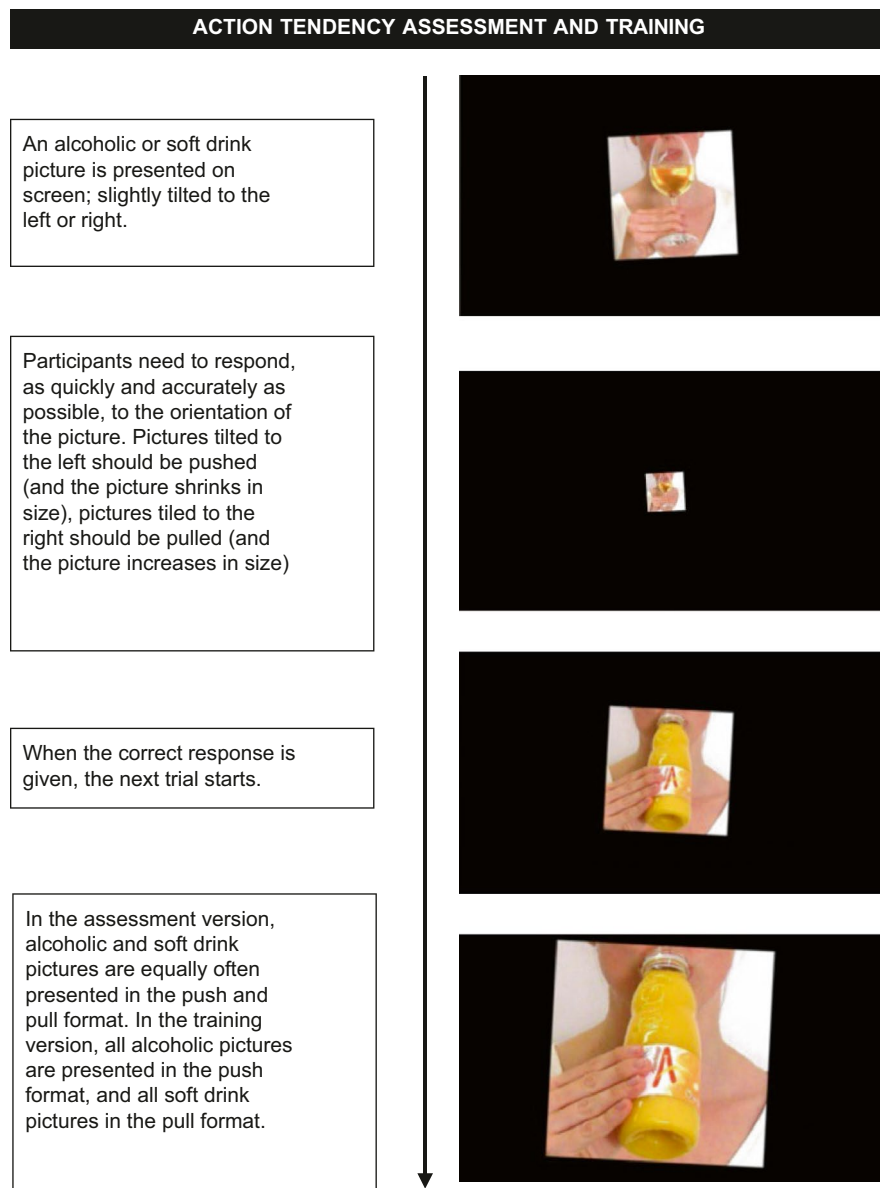 ACTION TENDENCY ASSESSMENT AND TRAINING
An alcoholic or soft drink
picture is presented on
screen; slightly tilted to the
left or right.
Participants need to respond,
as quickly and accurately as
possible, to the orientation of
the picture. Pictures tilted to
the left should be pushed
(and the picture shrinks in
size), pictures tiled to the
right should be pulled (and
the picture increases in size)
When the correct response is
given, the next trial starts.
In the assessment version,
alcoholic and soft drink
pictures are equally often
presented in the push and
pull format. In the training
version, all alcoholic pictures
are presented in the push
format, and all soft drink
pictures in the pull format.